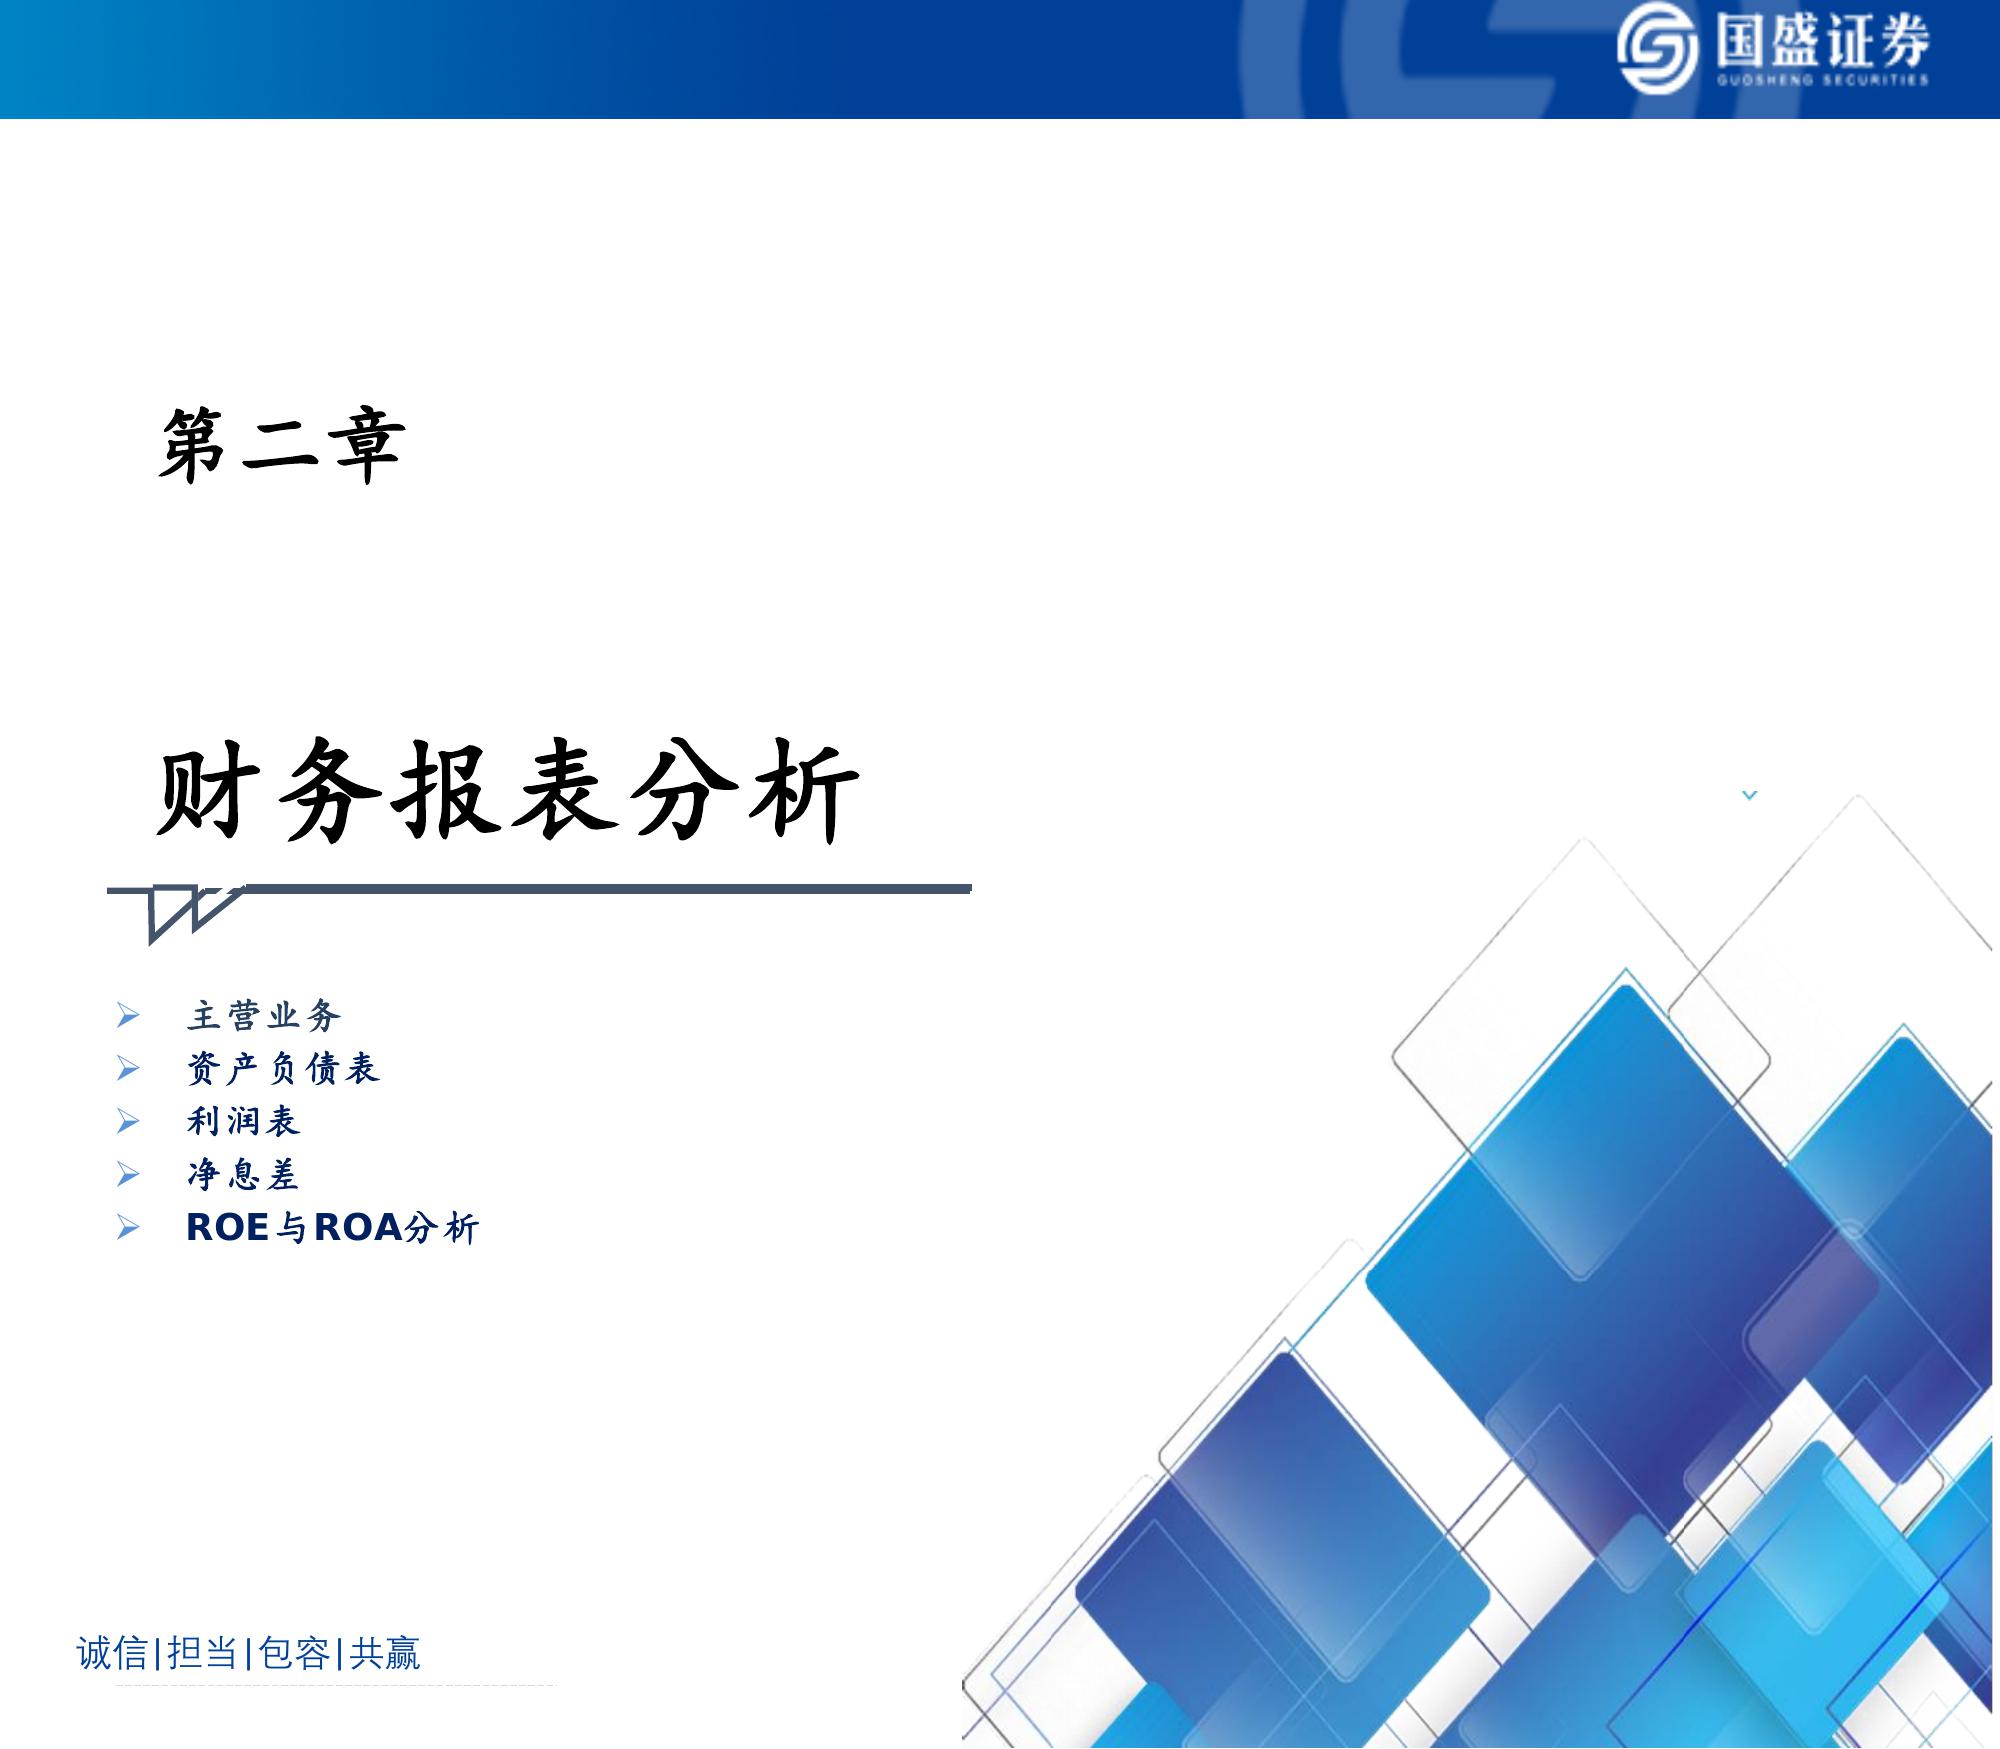 国盛证券
GUOSHENG SECURITIES
第二章
财务报表分析
主营业务
资产负债表
利润表
净息差
ROE与ROA分析
诚信|担当|包容|共赢